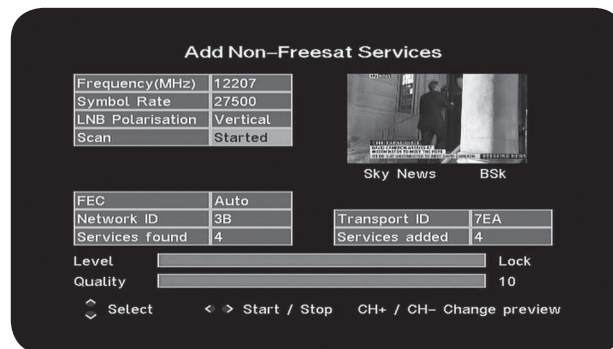 Add Non-Freesat Services
Frequency(MHz) 12207
Symbol Rate 27500
LNB Polarisation Vertical
Scan Started
Sky News BSk
FEC Auto
Network ID 3B
Services found 4
Transport ID 7EA
Services added 4
Level Lock
Quality 10
Select Start / Stop CH+ / CH- Change preview